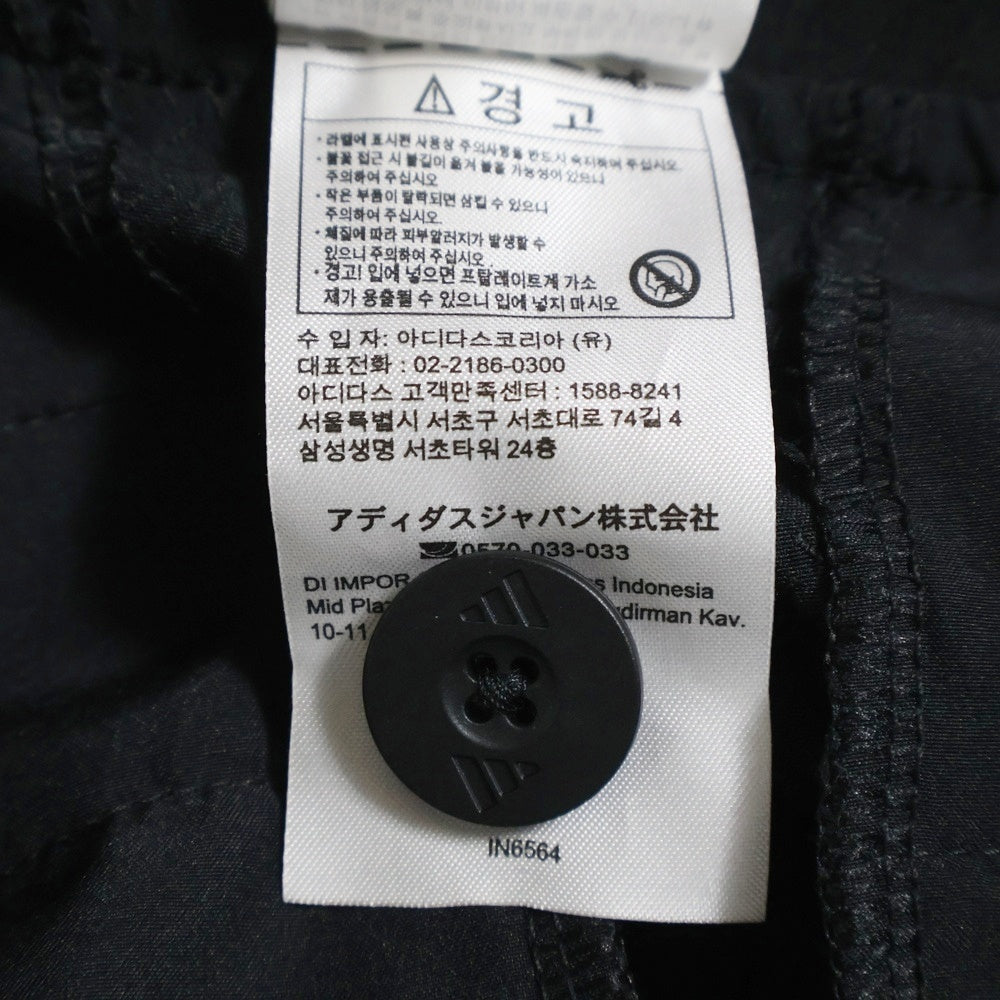 ⚠ 경 고
· 라벨에 표시된 사용상 주의사항을 반드시 숙지하여 주십시오.
· 불꽃 접근 시 불길이 옮겨 붙을 가능성이 있으니
주의하여 주십시오
· 작은 부품이 탈락되면 삼킬 수 있으니
주의하여 주십시오.
· 체질에 따라 피부알러지가 발생할 수
있으니 주의하여 주십시오
· 경고! 입에 넣으면 프탈레이트계 가소
제가 용출될 수 있으니 입에 넣지 마시오
수 입 자: 아디다스코리아 (유)
대표전화 : 02-2186-0300
아디다스 고객만족센터 : 1588-8241
서울특별시 서초구 서초대로 74길 4
삼성생명 서초타워 24층
アディダスジャパン株式会社
0570-033-033
DI IMPOR Indonesia
Mid Kav.
10-11
IN6564